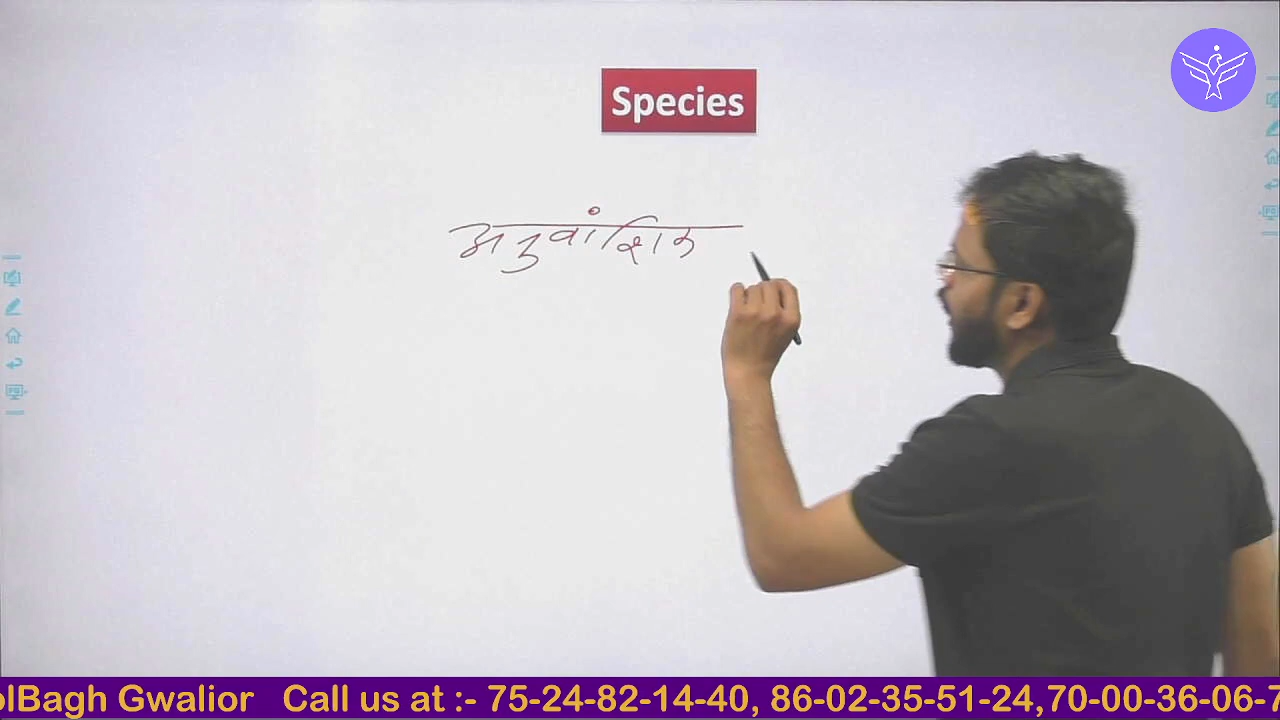 Species
अनुवांशिक
olBagh Gwalior Call us at :- 75-24-82-14-40, 86-02-35-51-24,70-00-36-06-7